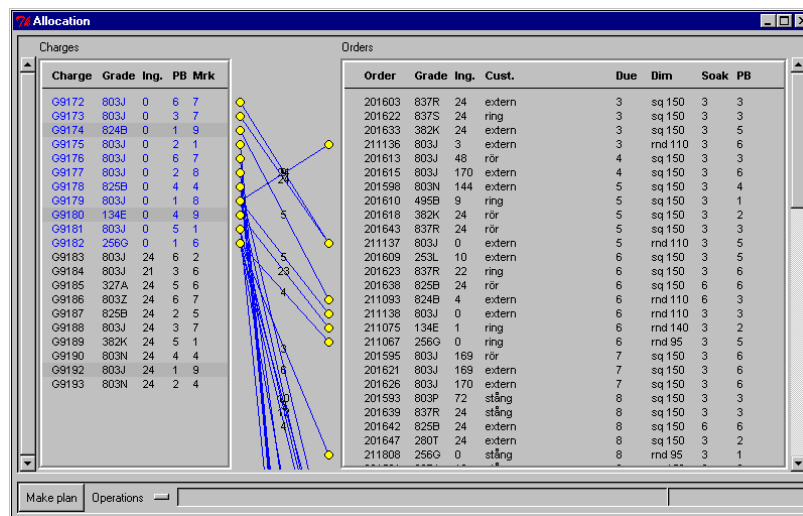 Allocation
Charges
Charge Grade Ing. PB Mrk
G9172 803J 0 6 7
G9173 803J 0 3 7
G9174 824B 0 1 9
G9175 803J 0 2 1
G9176 803J 0 6 7
G9177 803J 0 2 8
G9178 825B 0 4 4
G9179 803J 0 1 8
G9180 134E 0 4 9
G9181 803J 0 5 1
G9182 256G 0 1 6
G9183 803J 24 6 2
G9184 803J 21 3 6
G9185 327A 24 5 6
G9186 803Z 24 6 7
G9187 825B 24 2 5
G9188 803J 24 3 7
G9189 382K 24 5 1
G9190 803N 24 4 4
G9192 803J 24 1 9
G9193 803N 24 2 4
24
5
5
23
4
3
6
4
Orders
Order Grade Ing. Cust. Due Dim Soak PB
201603 837R 24 extern 3 sq 150 3 3
201622 837S 24 ring 3 sq 150 3 3
201633 382K 24 extern 3 sq 150 3 5
211136 803J 3 extern 3 rnd 110 3 6
201613 803J 48 rör 4 sq 150 3 3
201615 803J 170 extern 4 sq 150 3 6
201598 803N 144 extern 5 sq 150 3 4
201610 495B 9 ring 5 sq 150 3 1
201618 382K 24 rör 5 sq 150 3 2
201643 837R 24 rör 5 sq 150 3 3
211137 803J 0 extern 5 rnd 110 3 5
201609 253L 10 extern 6 sq 150 3 5
201623 837R 22 ring 6 sq 150 3 6
201638 825B 24 rör 6 sq 150 6 6
211093 824B 4 extern 6 rnd 110 6 3
211138 803J 0 extern 6 rnd 110 3 3
211075 134E 1 ring 6 rnd 140 3 2
211067 256G 0 ring 6 rnd 95 3 5
201595 803J 169 rör 7 sq 150 3 6
201621 803J 169 extern 7 sq 150 3 6
201626 803J 170 extern 7 sq 150 3 6
201593 803P 72 stång 8 sq 150 3 3
201639 837R 24 stång 8 sq 150 3 3
201642 825B 24 extern 8 sq 150 6 6
201647 280T 24 extern 8 sq 150 3 2
211808 256G 0 stång 8 rnd 95 3 1
Make plan Operations